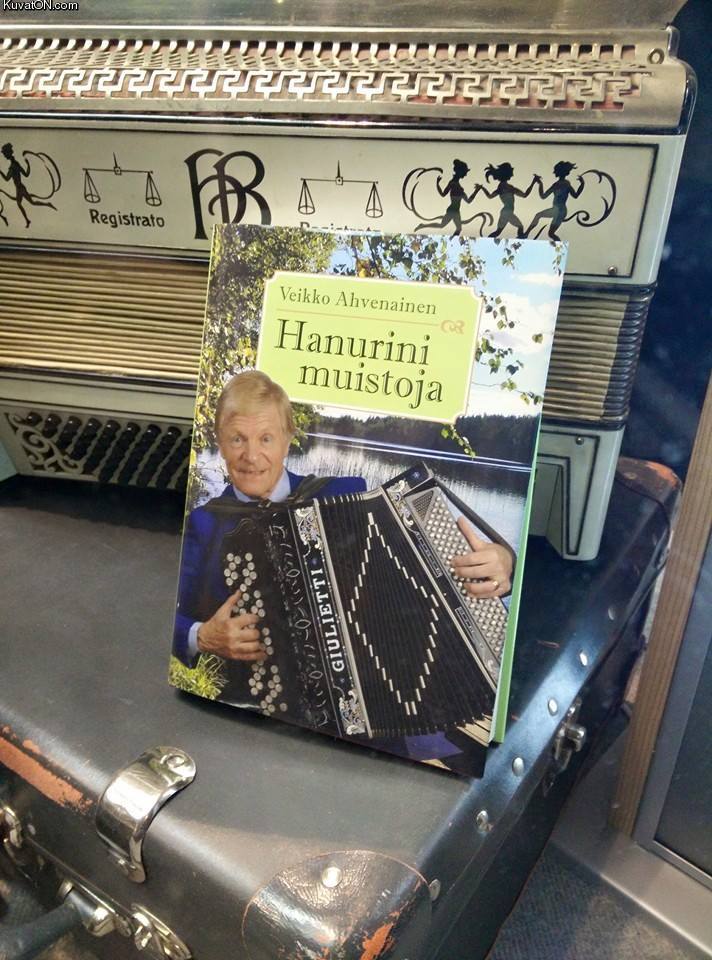 KuvatON.com
Registrato
Veikko Ahvenainen
Hanurini
muistoja
GIULIETTI